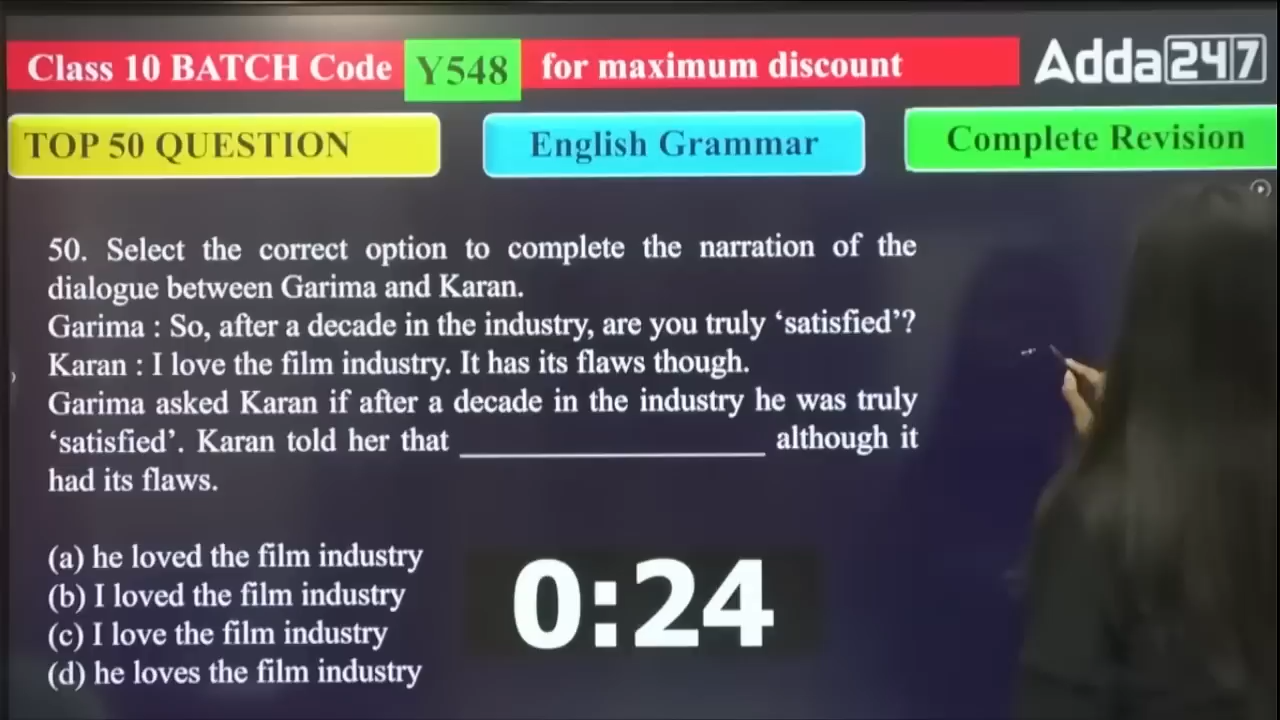 Class 10 BATCH Code Y548 for maximum discount
Adda247
TOP 50 QUESTION
English Grammar
Complete Revision
50. Select the correct option to complete the narration of the
dialogue between Garima and Karan.
Garima : So, after a decade in the industry, are you truly ‘satisfied’?
Karan : I love the film industry. It has its flaws though.
Garima asked Karan if after a decade in the industry he was truly
‘satisfied’. Karan told her that ____________________ although it
had its flaws.
(a) he loved the film industry
(b) I loved the film industry
(c) I love the film industry
(d) he loves the film industry
0:24